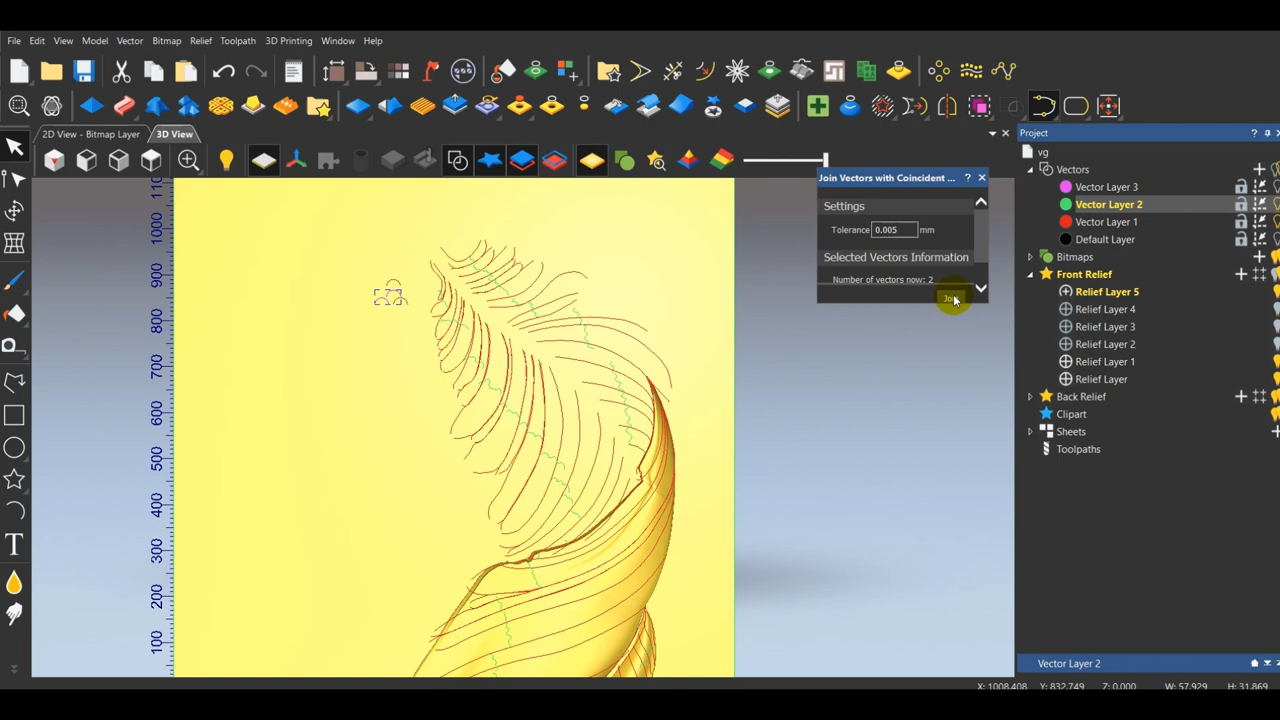 File Edit View Model Vector Bitmap Relief Toolpath 3D Printing Window Help
2D View - Bitmap Layer 3D View
Project
vg
Vectors
Vector Layer 3
Vector Layer 2
Vector Layer 1
Default Layer
Bitmaps
Front Relief
Relief Layer 5
Relief Layer 4
Relief Layer 3
Relief Layer 2
Relief Layer 1
Relief Layer
Back Relief
Clipart
Sheets
Toolpaths
Join Vectors with Coincident ... ?
Settings
Tolerance 0.005 mm
Selected Vectors Information
Number of vectors now: 2
1000
900
800
700
600
500
400
300
200
100
T
Vector Layer 2
X: 1008.408 Y: 832.749 Z: 0.000 W: 57.929 H: 31.869